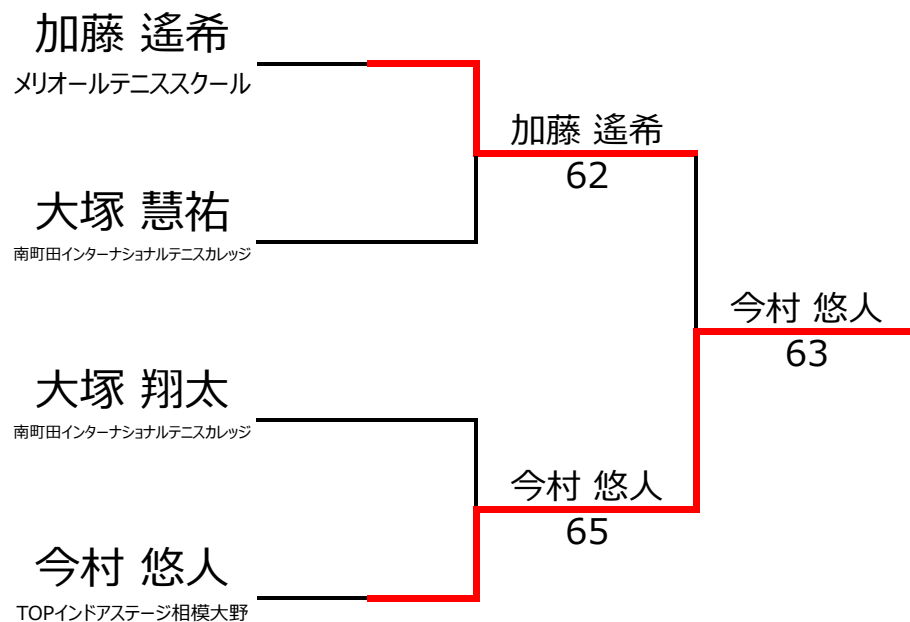 加藤 遙希
メリオールテニススクール
加藤 遙希
62
大塚 慧祐
南町田インターナショナルテニスカレッジ
今村 悠人
63
大塚 翔太
南町田インターナショナルテニスカレッジ
今村 悠人
65
今村 悠人
TOPインドアステージ相模大野